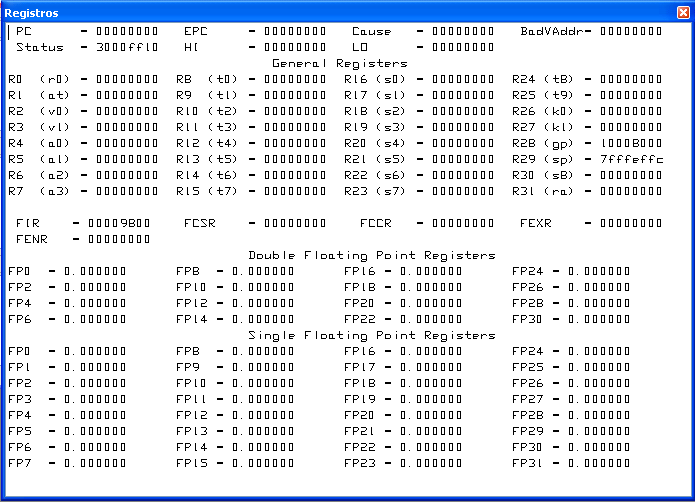 Registros
PC - 00000000 EPC - 00000000 Cause - 00000000 BadVAddr- 00000000
Status - 3000ff10 HI - 00000000 LO - 00000000
General Registers
R0 (r0) - 00000000 R8 (t0) - 00000000 R16 (s0) - 00000000 R24 (t8) - 00000000
R1 (at) - 00000000 R9 (t1) - 00000000 R17 (s1) - 00000000 R25 (t9) - 00000000
R2 (v0) - 00000000 R10 (t2) - 00000000 R18 (s2) - 00000000 R26 (k0) - 00000000
R3 (v1) - 00000000 R11 (t3) - 00000000 R19 (s3) - 00000000 R27 (k1) - 00000000
R4 (a0) - 00000000 R12 (t4) - 00000000 R20 (s4) - 00000000 R28 (gp) - 10008000
R5 (a1) - 00000000 R13 (t5) - 00000000 R21 (s5) - 00000000 R29 (sp) - 7fffeffc
R6 (a2) - 00000000 R14 (t6) - 00000000 R22 (s6) - 00000000 R30 (s8) - 00000000
R7 (a3) - 00000000 R15 (t7) - 00000000 R23 (s7) - 00000000 R31 (ra) - 00000000
FIR - 00009800 FCSR - 00000000 FCCR - 00000000 FEXR - 00000000
FENR - 00000000
Double Floating Point Registers
FP0 - 0.000000 FP8 - 0.000000 FP16 - 0.000000 FP24 - 0.000000
FP2 - 0.000000 FP10 - 0.000000 FP18 - 0.000000 FP26 - 0.000000
FP4 - 0.000000 FP12 - 0.000000 FP20 - 0.000000 FP28 - 0.000000
FP6 - 0.000000 FP14 - 0.000000 FP22 - 0.000000 FP30 - 0.000000
Single Floating Point Registers
FP0 - 0.000000 FP8 - 0.000000 FP16 - 0.000000 FP24 - 0.000000
FP1 - 0.000000 FP9 - 0.000000 FP17 - 0.000000 FP25 - 0.000000
FP2 - 0.000000 FP10 - 0.000000 FP18 - 0.000000 FP26 - 0.000000
FP3 - 0.000000 FP11 - 0.000000 FP19 - 0.000000 FP27 - 0.000000
FP4 - 0.000000 FP12 - 0.000000 FP20 - 0.000000 FP28 - 0.000000
FP5 - 0.000000 FP13 - 0.000000 FP21 - 0.000000 FP29 - 0.000000
FP6 - 0.000000 FP14 - 0.000000 FP22 - 0.000000 FP30 - 0.000000
FP7 - 0.000000 FP15 - 0.000000 FP23 - 0.000000 FP31 - 0.000000